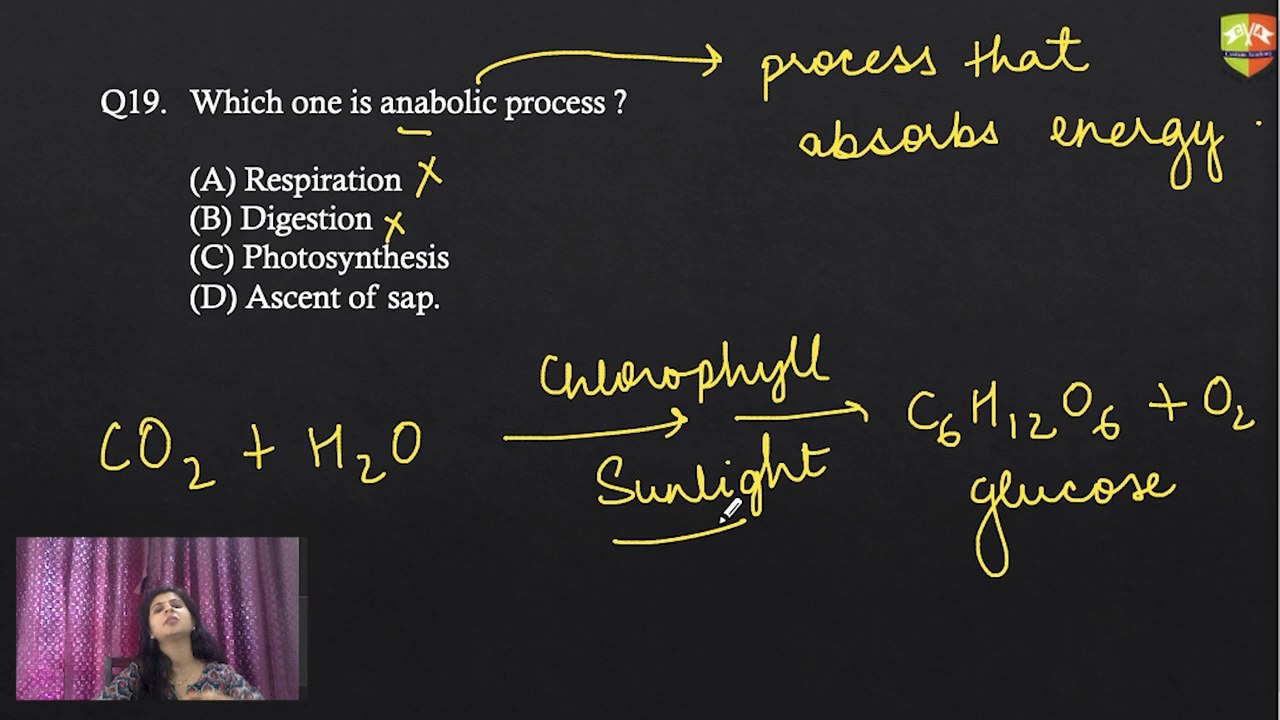 process that
absorbs energy.
Q19. Which one is anabolic process ?
(A) Respiration ×
(B) Digestion ×
(C) Photosynthesis
(D) Ascent of sap.
Chlorophyll
CO₂ + H₂O → → C₆H₁₂O₆ + O₂
Sunlight
glucose